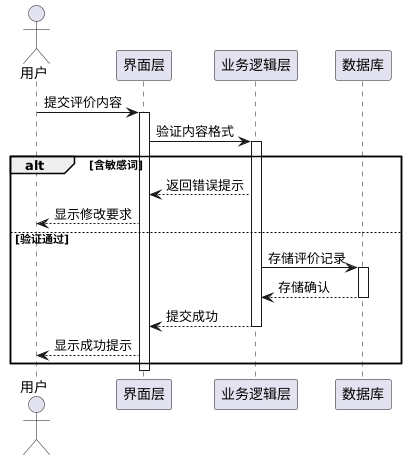 用户
界面层
业务逻辑层
数据库
提交评价内容
验证内容格式
alt
[含敏感词]
返回错误提示
显示修改要求
[验证通过]
存储评价记录
存储确认
提交成功
显示成功提示
用户
界面层
业务逻辑层
数据库